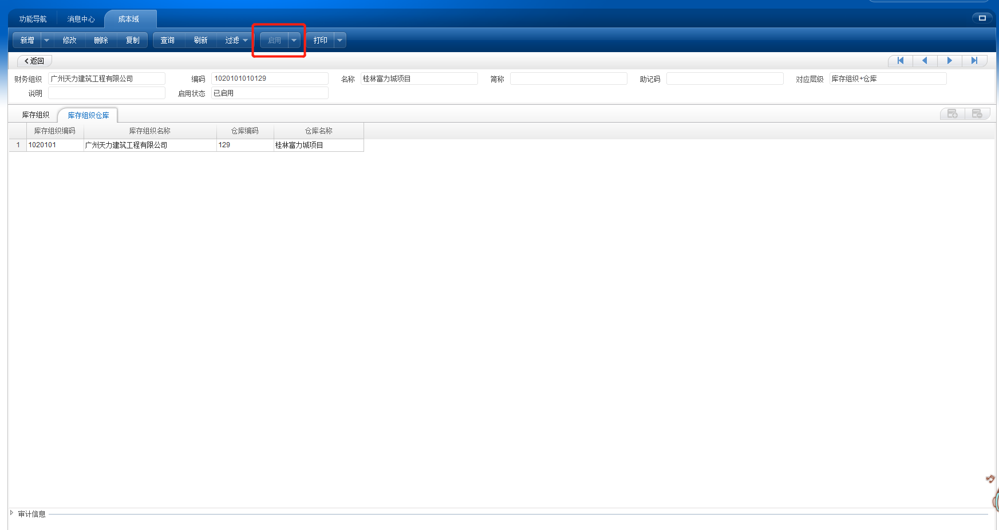 功能导航 消息中心 成本域
新增 修改 删除 复制 查询 刷新 过滤 启用 打印
返回
财务组织 广州天力建筑工程有限公司 编码 1020101010129 名称 桂林富力城项目 简称 助记码 对应层级 库存组织+仓库
说明 启用状态 已启用
库存组织 库存组织仓库
库存组织编码 库存组织名称 仓库编码 仓库名称
1 1020101 广州天力建筑工程有限公司 129 桂林富力城项目
审计信息